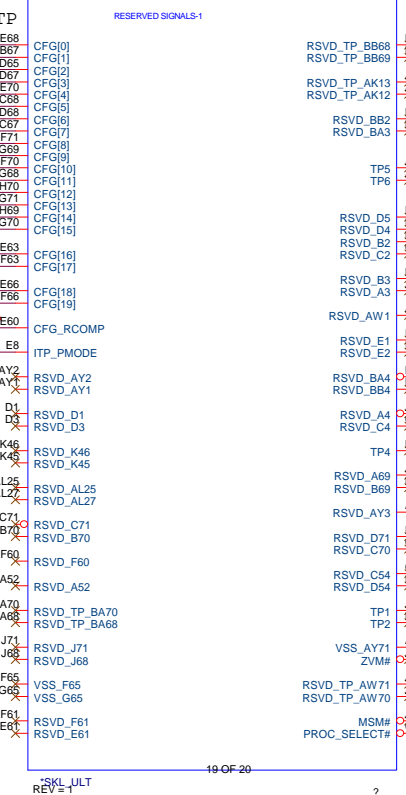 TP
RESERVED SIGNALS-1
E68 CFG[0] RSVD_TP_BB68
B67 CFG[1] RSVD_TP_BB69
D65 CFG[2]
D67 CFG[3] RSVD_TP_AK13
E70 CFG[4] RSVD_TP_AK12
C68 CFG[5]
D68 CFG[6] RSVD_BB2
C67 CFG[7] RSVD_BA3
F71 CFG[8]
G69 CFG[9]
F70 CFG[10] TP5
G68 CFG[11] TP6
H70 CFG[12]
G71 CFG[13]
H69 CFG[14] RSVD_D5
G70 CFG[15] RSVD_D4
RSVD_B2
E63 CFG[16] RSVD_C2
F63 CFG[17]
RSVD_B3
E66 CFG[18] RSVD_A3
F66 CFG[19]
RSVD_AW1
E60 CFG_RCOMP
RSVD_E1
E8 ITP_PMODE RSVD_E2
AY2 RSVD_AY2 RSVD_BA4
AY1 RSVD_AY1 RSVD_BB4
D1 RSVD_D1 RSVD_A4
D3 RSVD_D3 RSVD_C4
K46 RSVD_K46 TP4
K45 RSVD_K45
RSVD_A69
AL25 RSVD_AL25 RSVD_B69
AL27 RSVD_AL27
RSVD_AY3
C71 RSVD_C71
B70 RSVD_B70 RSVD_D71
RSVD_C70
F60 RSVD_F60
RSVD_C54
A52 RSVD_A52 RSVD_D54
A70 RSVD_TP_BA70 TP1
A68 RSVD_TP_BA68 TP2
J71 RSVD_J71 VSS_AY71
J68 RSVD_J68 ZVM#
F65 VSS_F65 RSVD_TP_AW71
G65 VSS_G65 RSVD_TP_AW70
F61 RSVD_F61 MSM#
E61 RSVD_E61 PROC_SELECT#
19 OF 20
*SKL_ULT
REV = 1 ?